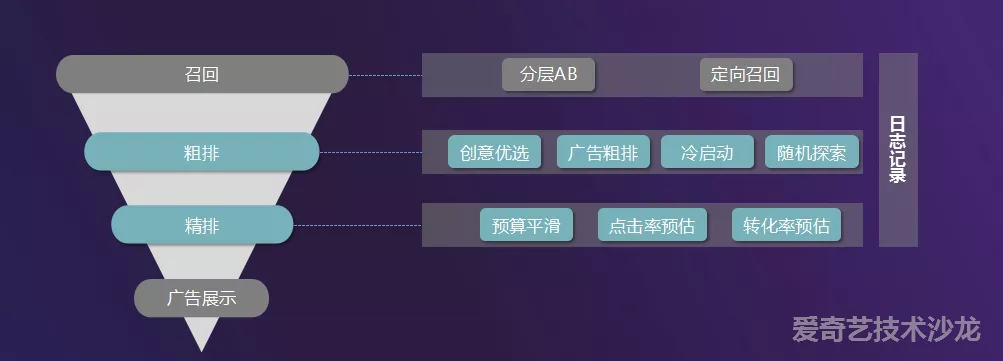 召回
分层AB
定向召回
粗排
创意优选
广告粗排
冷启动
随机探索
精排
预算平滑
点击率预估
转化率预估
广告展示
日志记录
爱奇艺技术沙龙